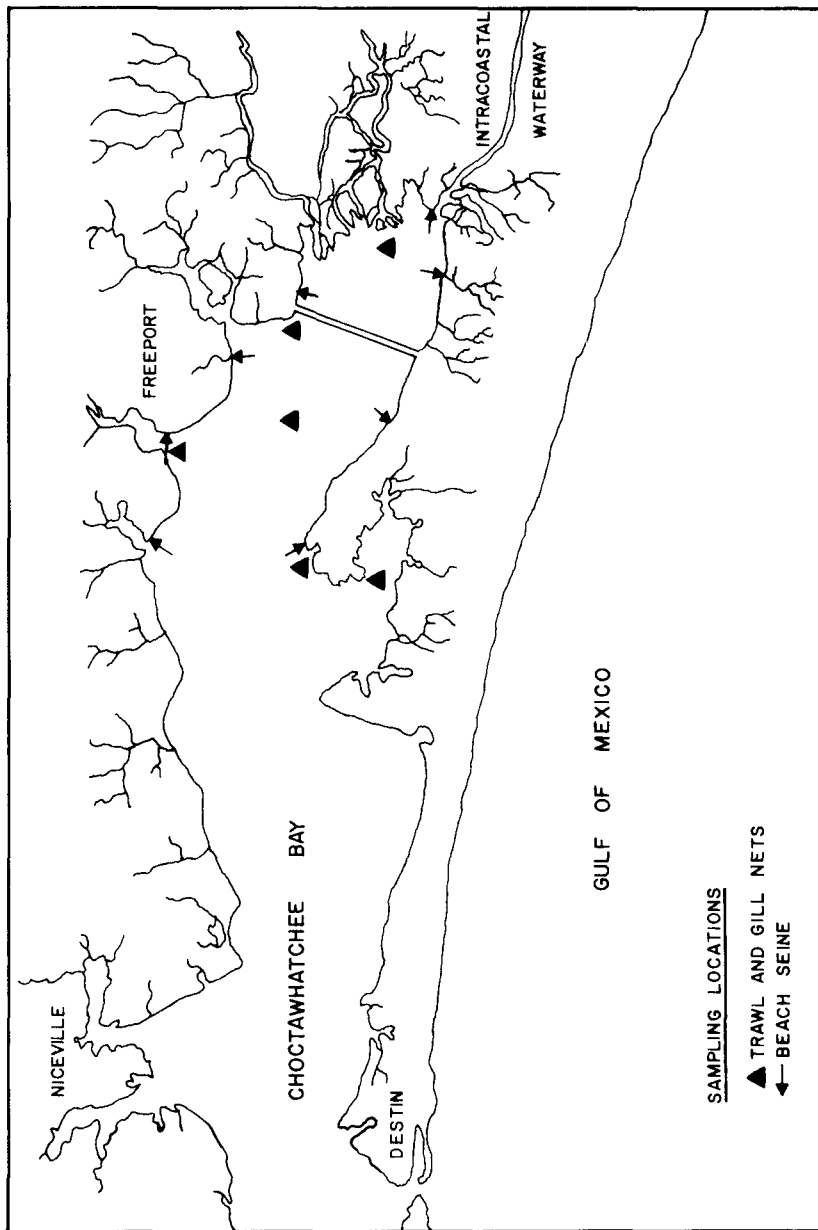 NICEVILLE
FREEPORT
CHOCTAWHATCHEE BAY
DESTIN
INTRACOASTAL
WATERWAY
GULF OF MEXICO
SAMPLING LOCATIONS
TRAWL AND GILL NETS
BEACH SEINE